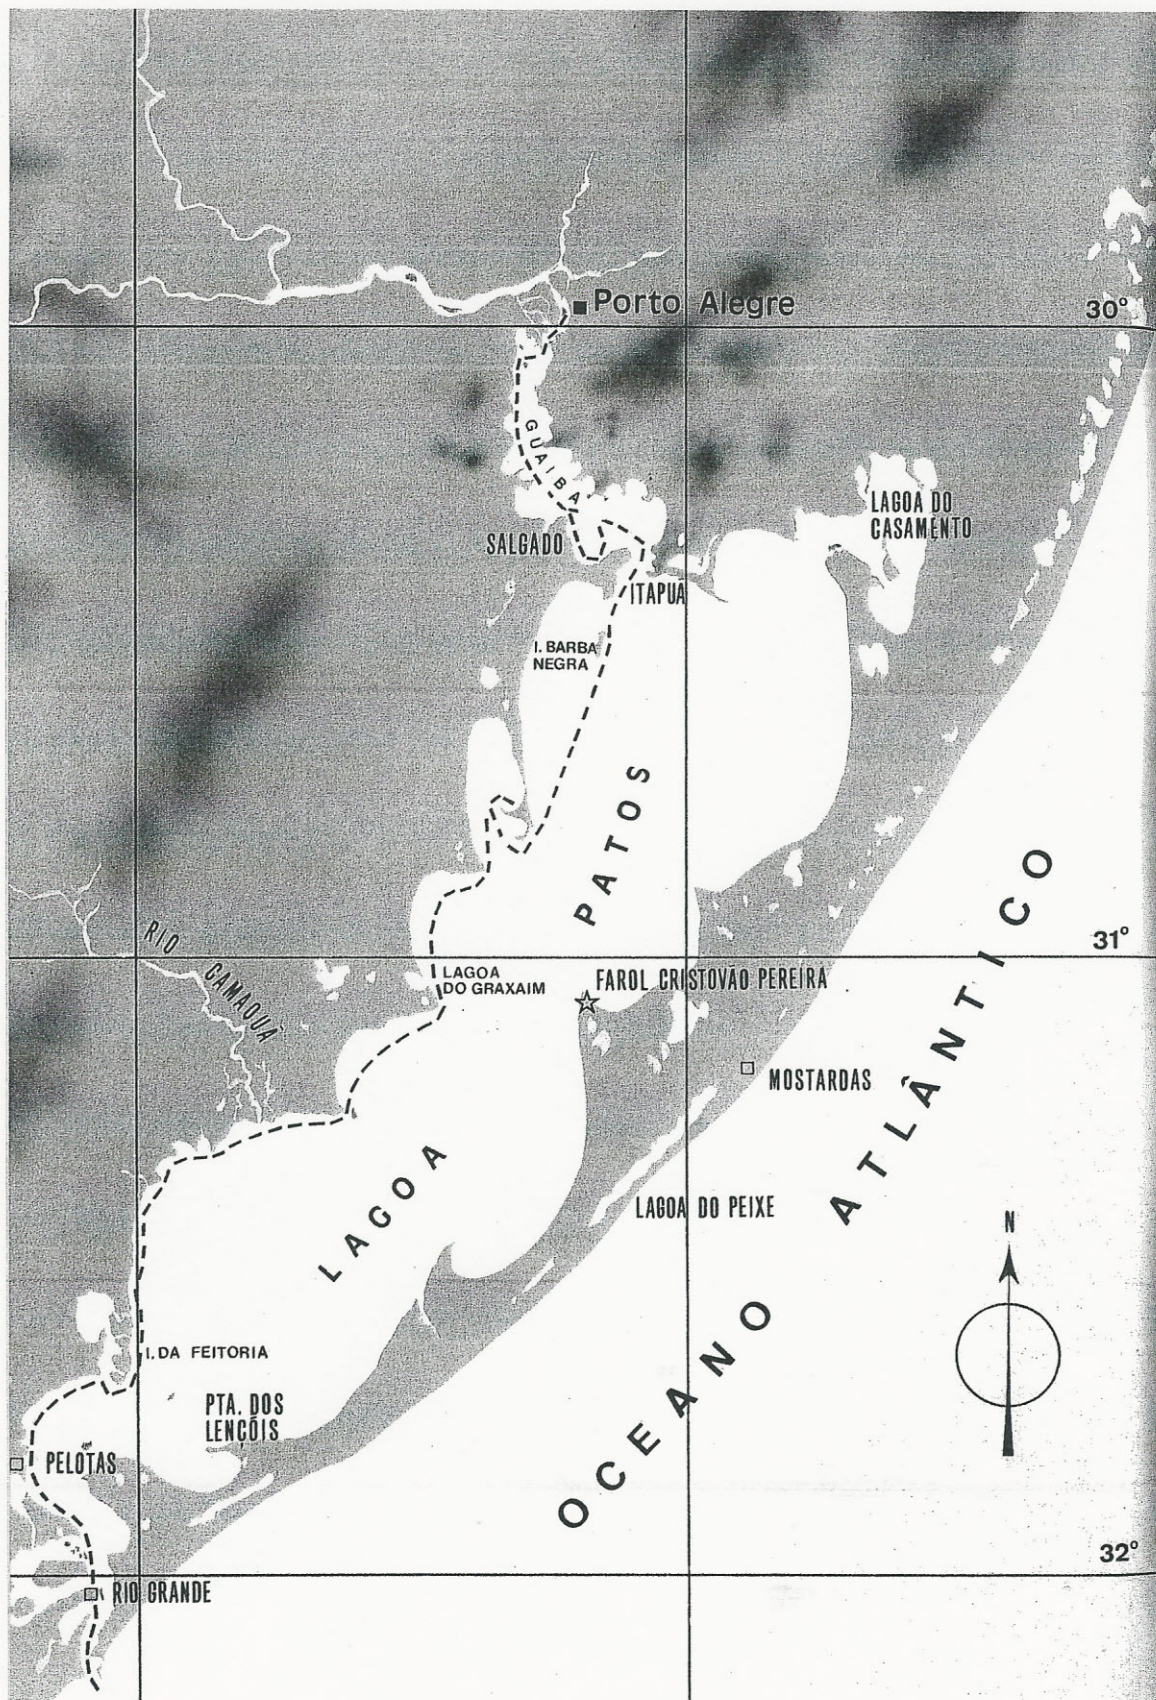 Porto Alegre
30°
GUAIBA
LAGOA DO
CASAMENTO
SALGADO
ITAPUÃ
I. BARBA
NEGRA
PATOS
RIO CAMAQUÃ
31°
LAGOA
DO GRAXAIM
FAROL CRISTOVÃO PEREIRA
MOSTARDAS
LAGOA
LAGOA DO PEIXE
OCEANO ATLÂNTICO
N
I. DA FEITORIA
PTA. DOS
LENÇÓIS
PELOTAS
32°
RIO GRANDE